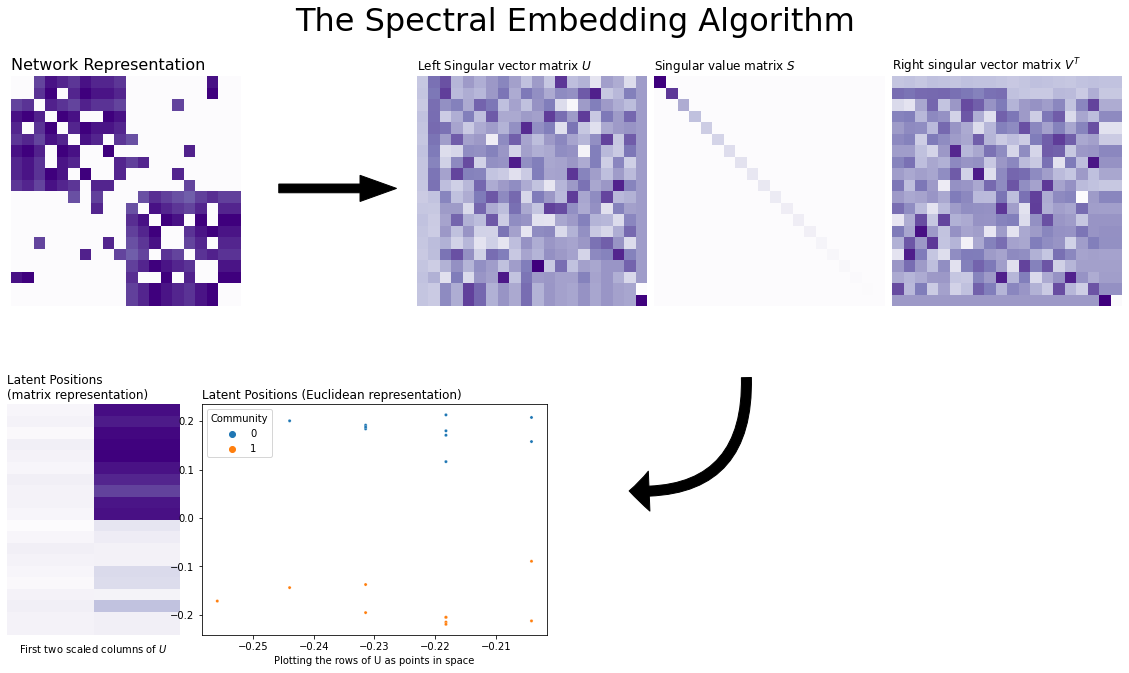 The Spectral Embedding Algorithm
Network Representation
Left Singular vector matrix U
Singular value matrix S
Right singular vector matrix V^T
Latent Positions
(matrix representation)
First two scaled columns of U
Latent Positions (Euclidean representation)
Community
0
1
0.2
0.1
0.0
−0.1
−0.2
−0.25 −0.24 −0.23 −0.22 −0.21
Plotting the rows of U as points in space